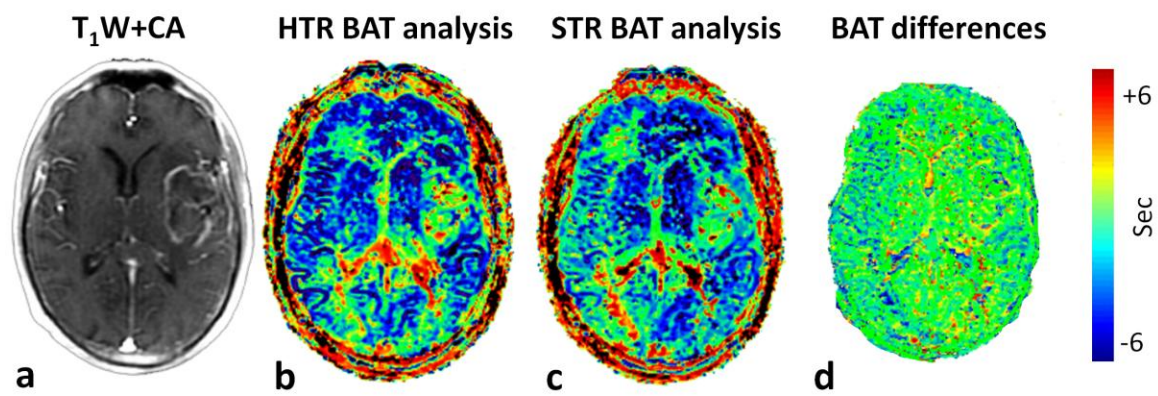 T₁W+CA HTR BAT analysis STR BAT analysis BAT differences
+6
Sec
-6
a b c d